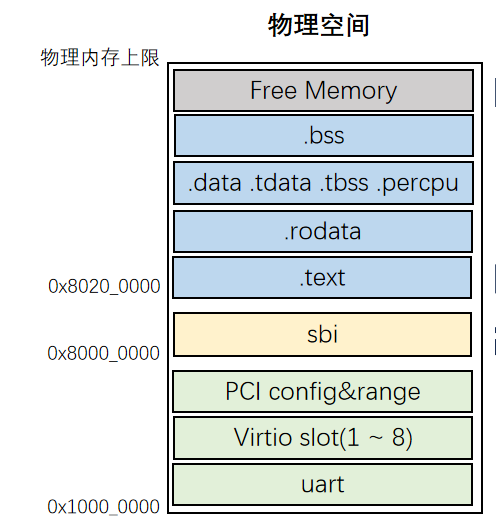 物理空间
物理内存上限
Free Memory
.bss
.data .tdata .tbss .percpu
.rodata
.text
0x8020_0000
sbi
0x8000_0000
PCI config&range
Virtio slot(1 ~ 8)
uart
0x1000_0000